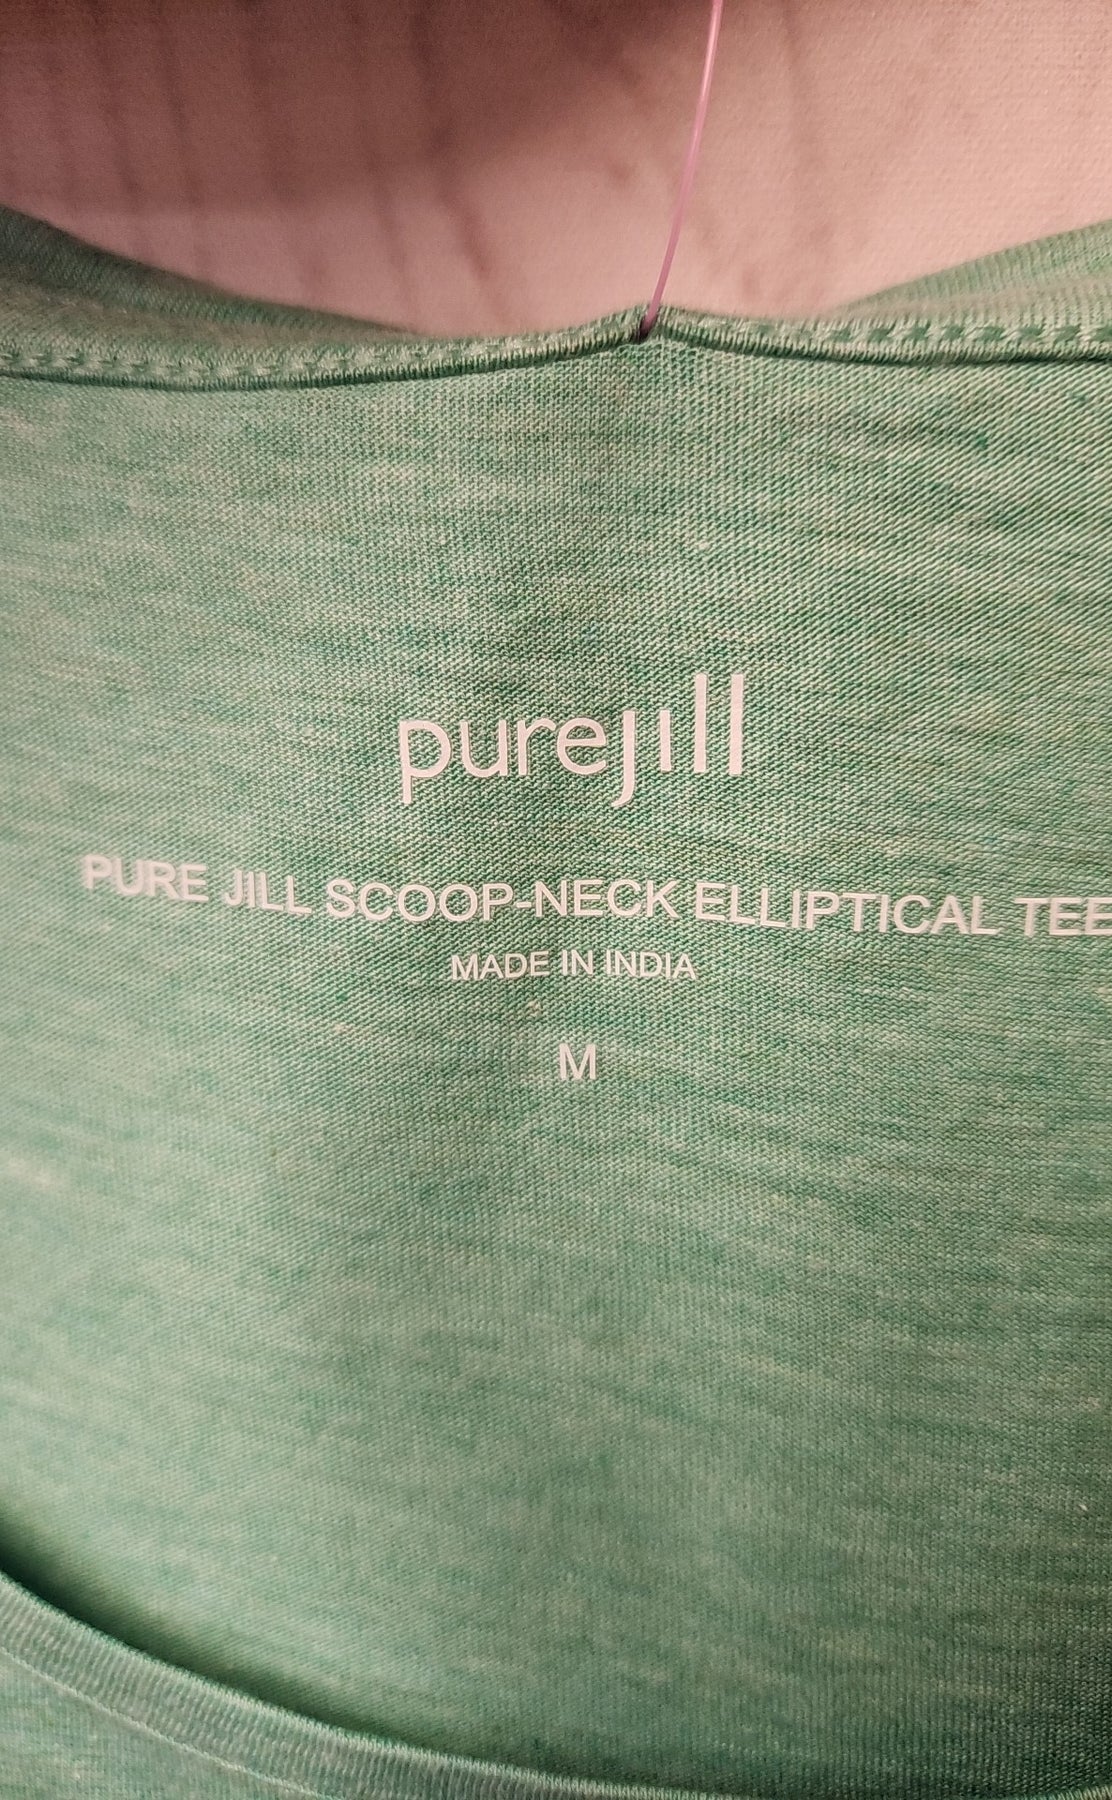 purejill
PURE JILL SCOOP-NECK ELLIPTICAL TEE
MADE IN INDIA
M